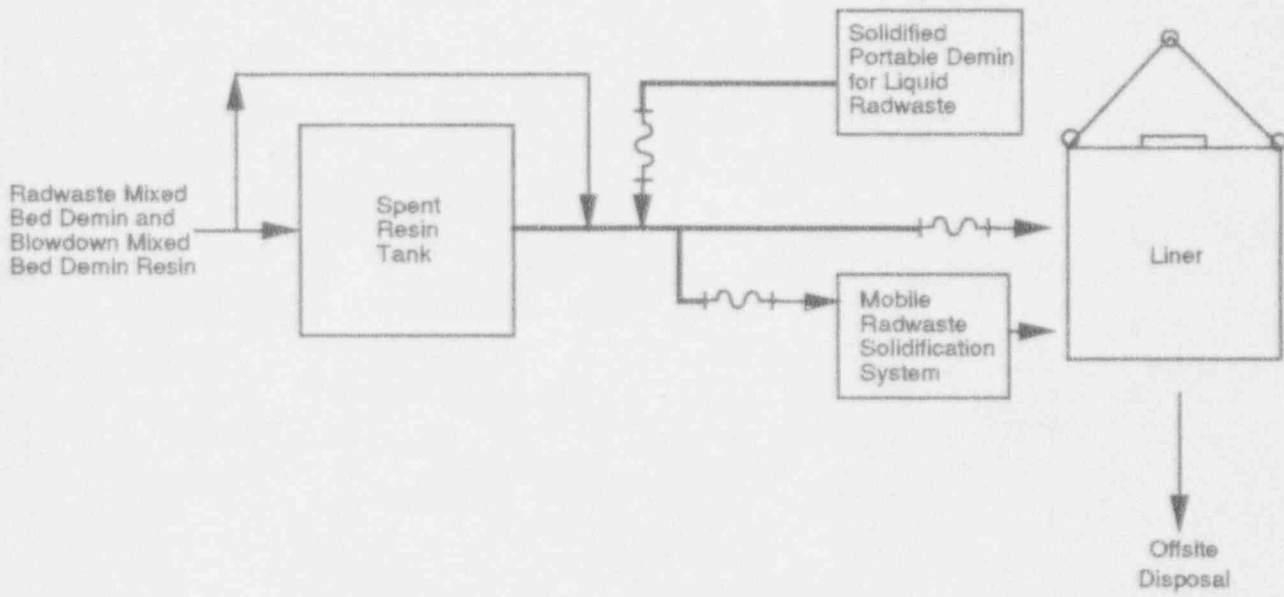 Solidified
Portable Demin
for Liquid
Radwaste
Radwaste Mixed
Bed Demin and
Blowdown Mixed
Bed Demin Resin
Spent
Resin
Tank
Liner
Mobile
Radwaste
Solidification
System
Offsite
Disposal